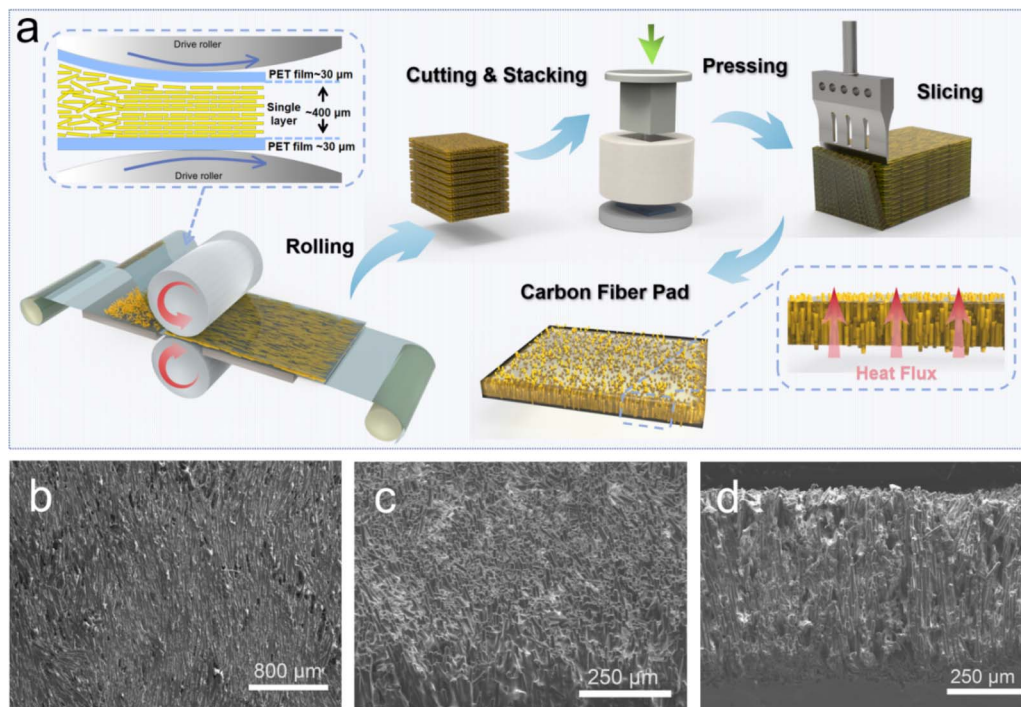 a
Drive roller
PET film~30 μm
Single layer
~400 μm
PET film ~30 μm
Drive roller
Rolling
Cutting & Stacking
Pressing
Slicing
Carbon Fiber Pad
Heat Flux
b
800 μm
c
250 μm
d
250 μm